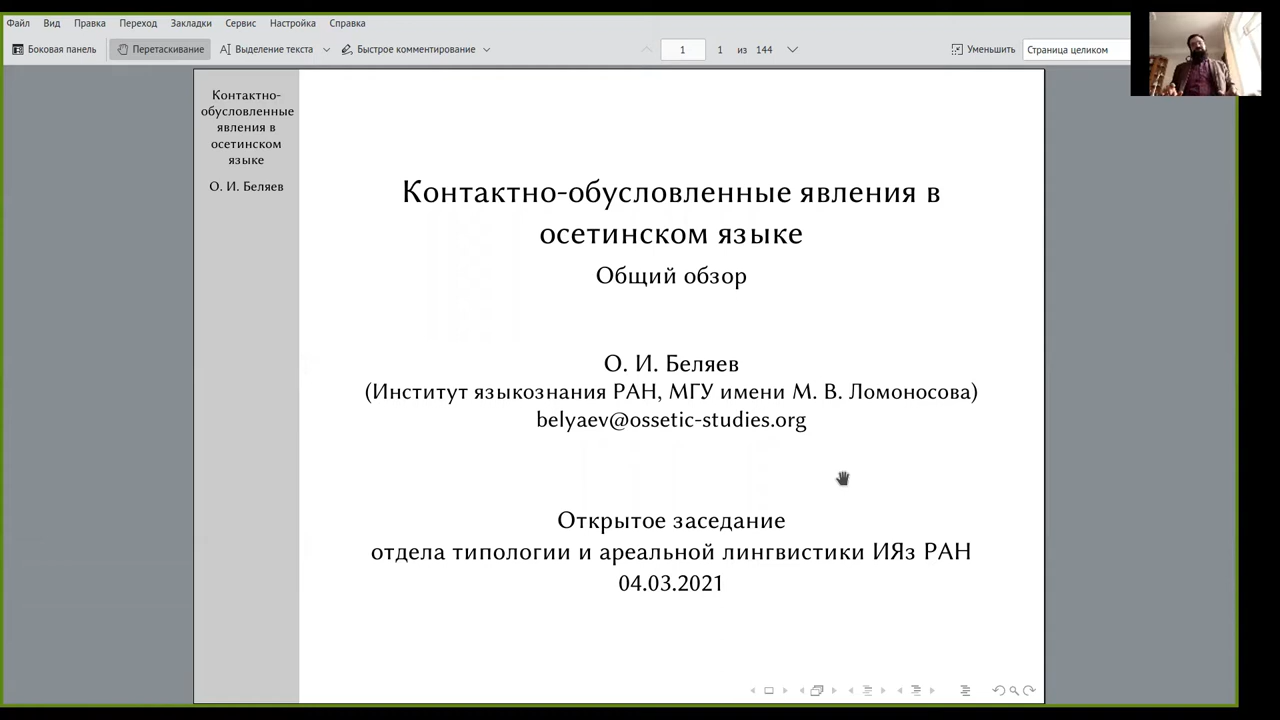 Файл Вид Правка Переход Закладки Сервис Настройка Справка
Боковая панель Перетаскивание Выделение текста Быстрое комментирование 1 1 из 144 Уменьшить Страница целиком
Контактно-
обусловленные
явления в
осетинском
языке
О. И. Беляев
Контактно-обусловленные явления в
осетинском языке
Общий обзор
О. И. Беляев
(Институт языкознания РАН, МГУ имени М. В. Ломоносова)
belyaev@ossetic-studies.org
Открытое заседание
отдела типологии и ареальной лингвистики ИЯз РАН
04.03.2021